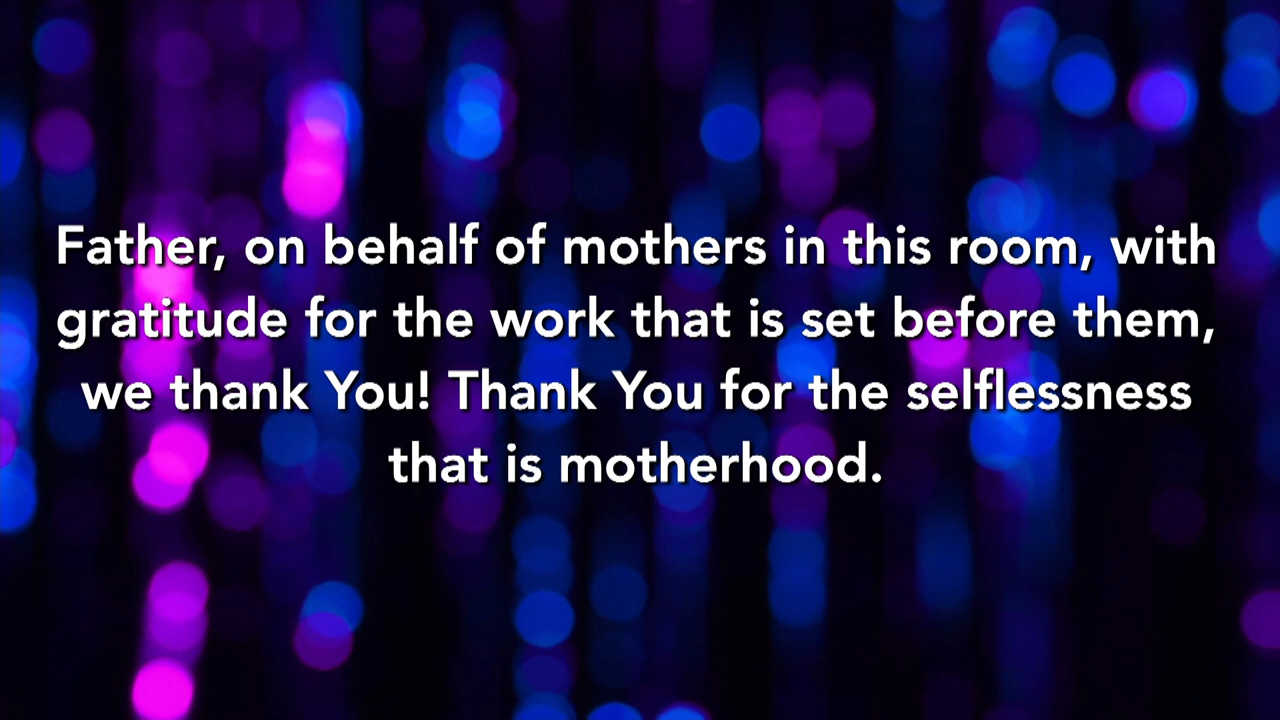 Father, on behalf of mothers in this room, with
gratitude for the work that is set before them,
we thank You! Thank You for the selflessness
that is motherhood.